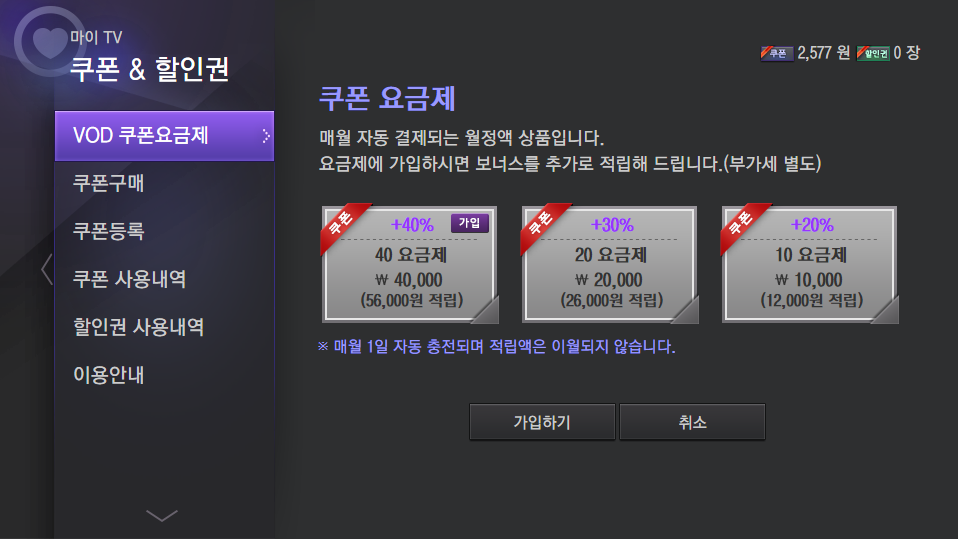 마이 TV
쿠폰 & 할인권
쿠폰 2,577 원 할인권 0 장
VOD 쿠폰요금제
쿠폰구매
쿠폰등록
쿠폰 사용내역
할인권 사용내역
이용안내
쿠폰 요금제
매월 자동 결제되는 월정액 상품입니다.
요금제에 가입하시면 보너스를 추가로 적립해 드립니다.(부가세 별도)
쿠폰
+40% 가입
40 요금제
₩ 40,000
(56,000원 적립)
쿠폰
+30%
20 요금제
₩ 20,000
(26,000원 적립)
쿠폰
+20%
10 요금제
₩ 10,000
(12,000원 적립)
※ 매월 1일 자동 충전되며 적립액은 이월되지 않습니다.
가입하기
취소